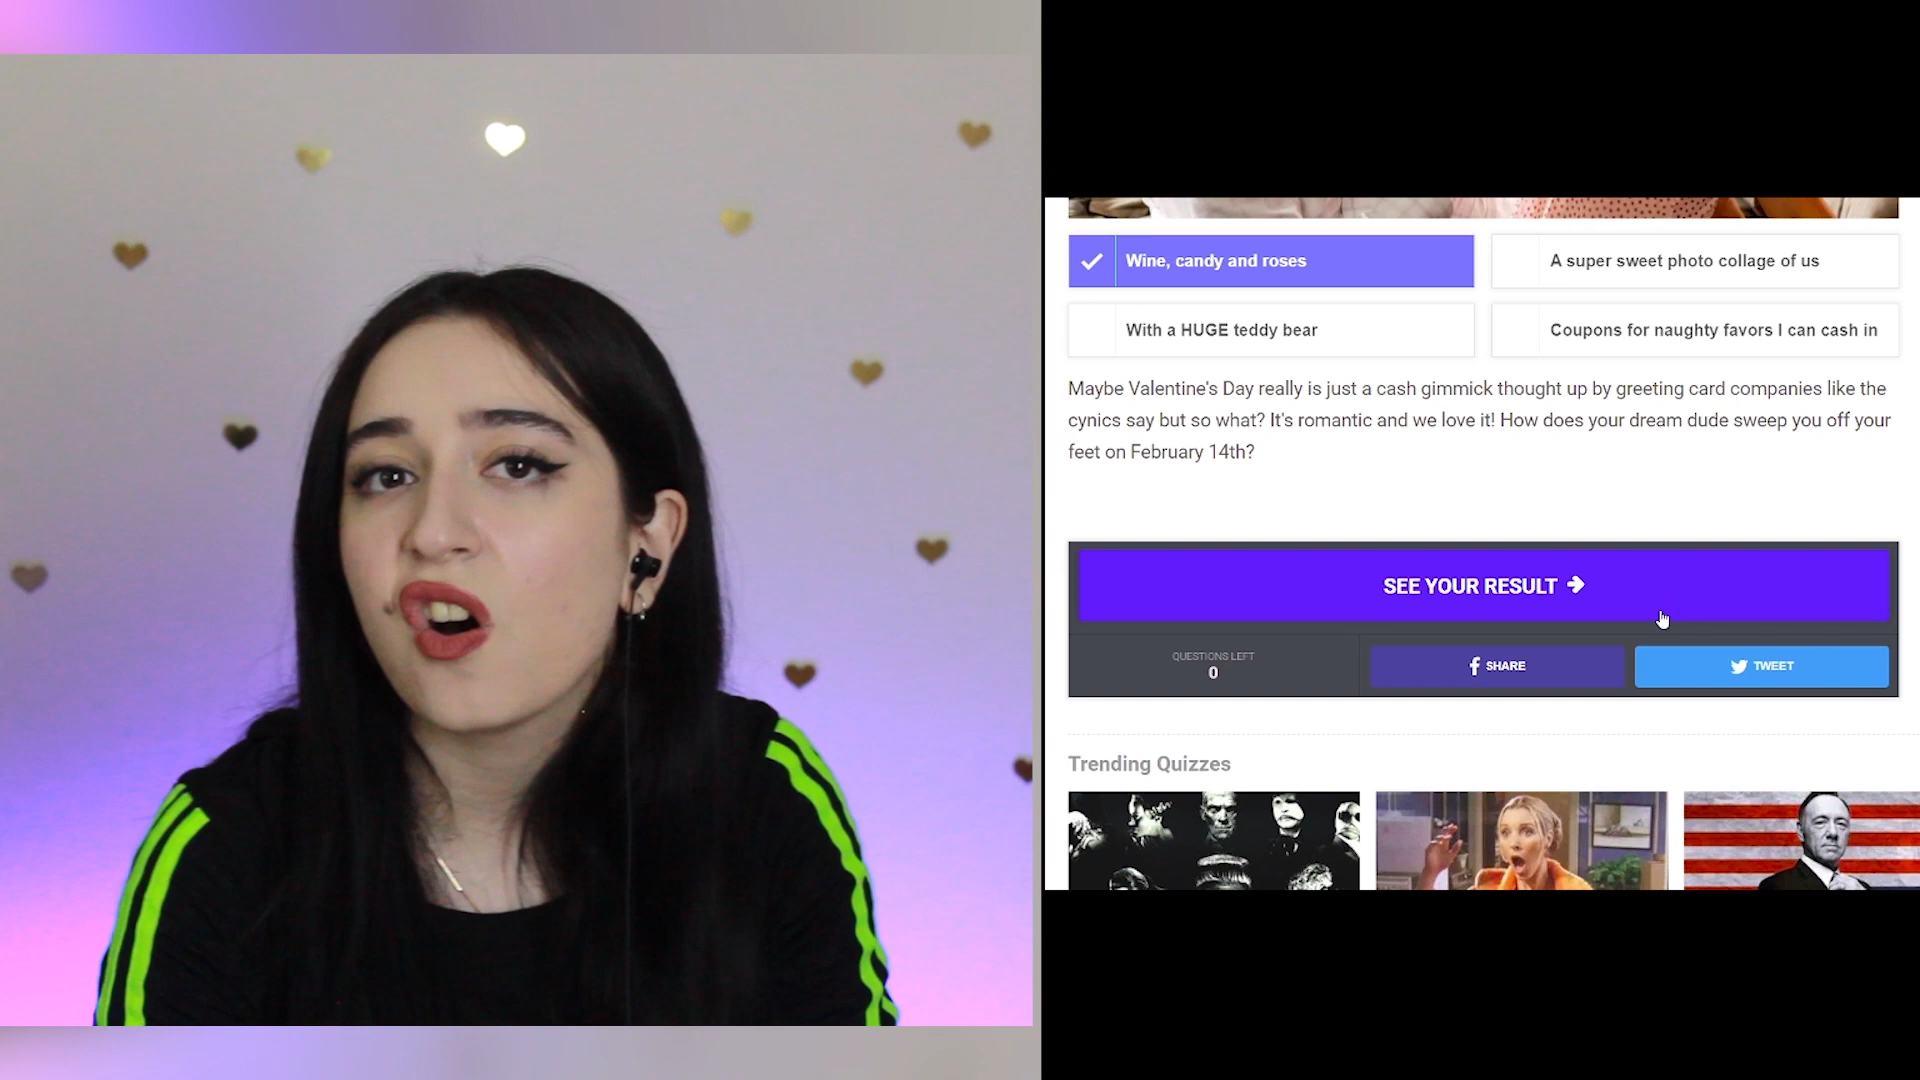 Wine, candy and roses
A super sweet photo collage of us
With a HUGE teddy bear
Coupons for naughty favors I can cash in
Maybe Valentine's Day really is just a cash gimmick thought up by greeting card companies like the
cynics say but so what? It's romantic and we love it! How does your dream dude sweep you off your
feet on February 14th?
SEE YOUR RESULT
QUESTIONS LEFT
0
SHARE
TWEET
Trending Quizzes